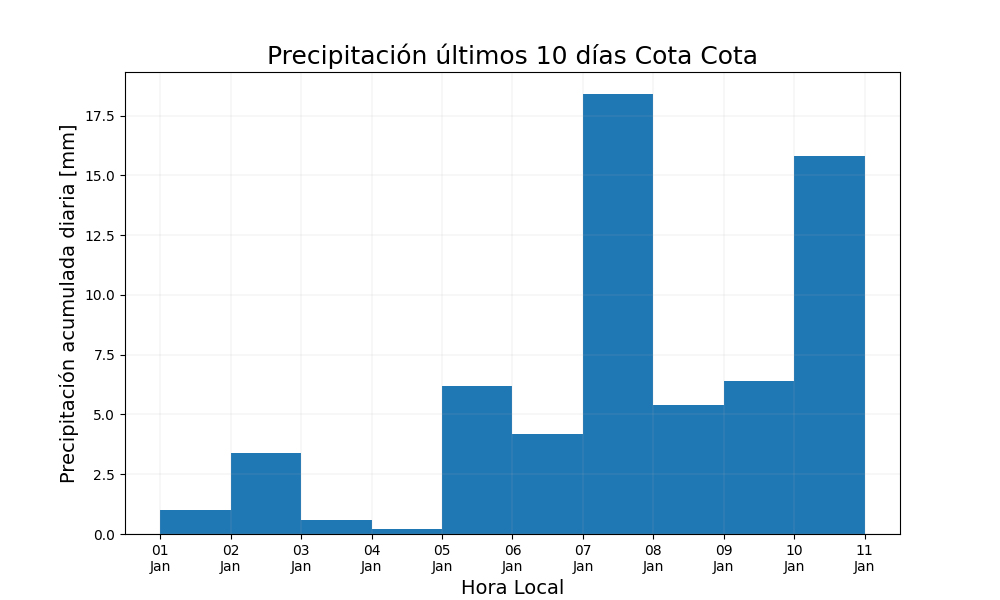 Precipitación últimos 10 días Cota Cota
Precipitación acumulada diaria [mm]
17.5
15.0
12.5
10.0
7.5
5.0
2.5
0.0
01 02 03 04 05 06 07 08 09 10 11
Jan Jan Jan Jan Jan Jan Jan Jan Jan Jan Jan
Hora Local